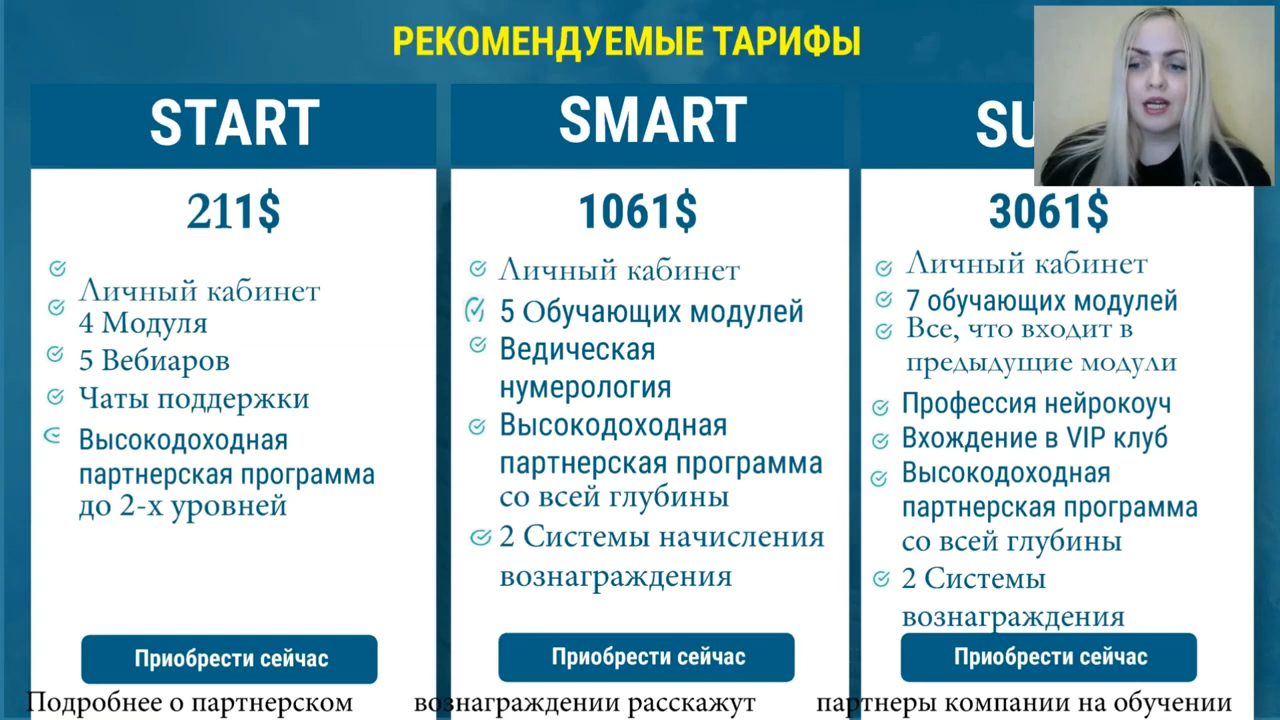 РЕКОМЕНДУЕМЫЕ ТАРИФЫ
START
211$
Личный кабинет
4 Модуля
5 Вебиаров
Чаты поддержки
Высокодоходная
партнерская программа
до 2-х уровней
Приобрести сейчас
SMART
1061$
Личный кабинет
5 Обучающих модулей
Ведическая
нумерология
Высокодоходная
партнерская программа
со всей глубины
2 Системы начисления
вознаграждения
Приобрести сейчас
SU
3061$
Личный кабинет
7 обучающих модулей
Все, что входит в
предыдущие модули
Профессия нейрокоуч
Вхождение в VIP клуб
Высокодоходная
партнерская программа
со всей глубины
2 Системы
вознаграждения
Приобрести сейчас
Подробнее о партнерском вознаграждении расскажут партнеры компании на обучении